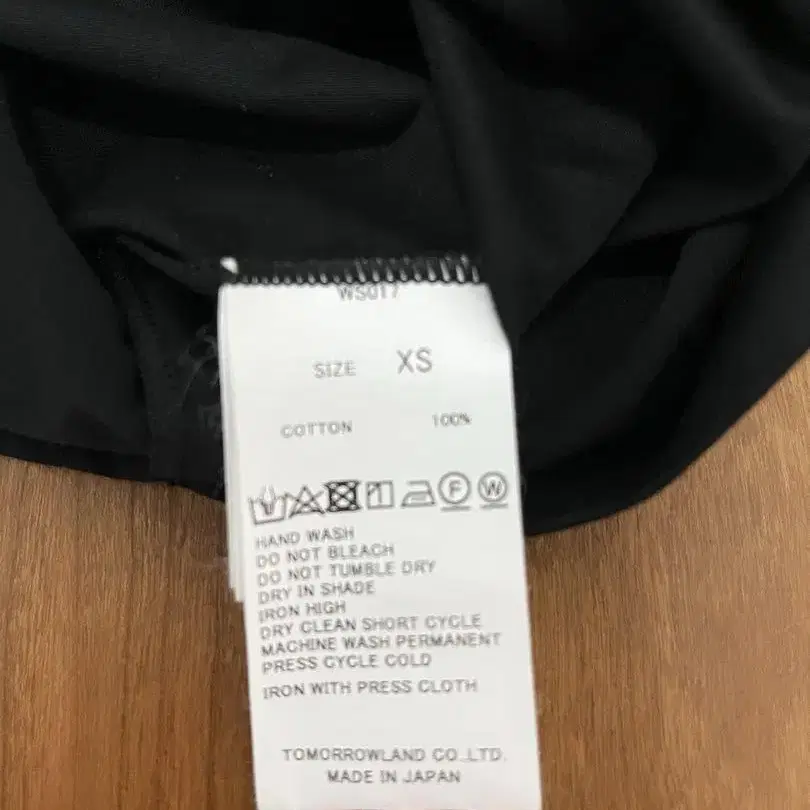 WS017
SIZE XS
COTTON 100%
F W
HAND WASH
DO NOT BLEACH
DO NOT TUMBLE DRY
DRY IN SHADE
IRON HIGH
DRY CLEAN SHORT CYCLE
MACHINE WASH PERMANENT
PRESS CYCLE COLD
IRON WITH PRESS CLOTH
TOMORROWLAND CO.,LTD.
MADE IN JAPAN